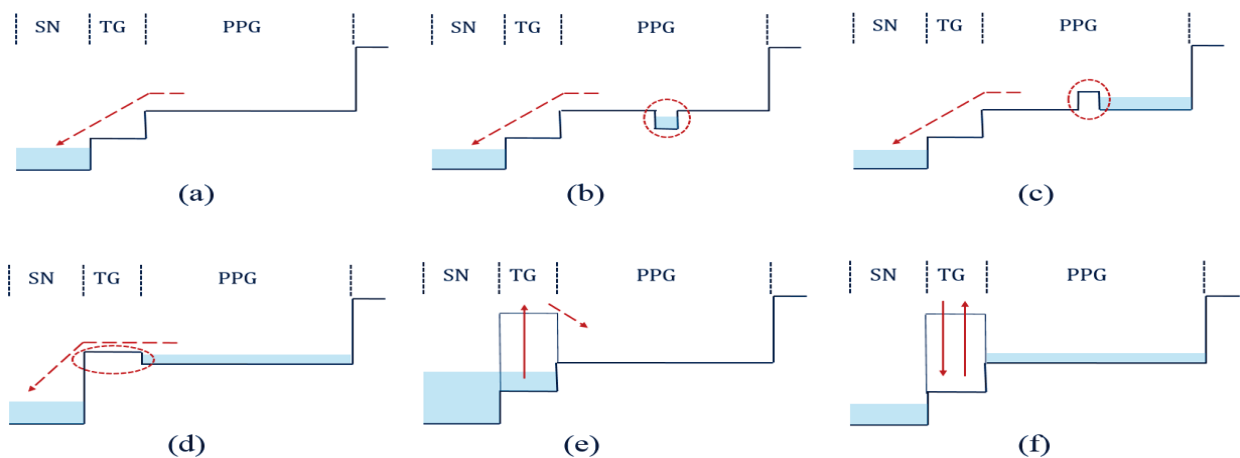 SN TG PPG
SN TG PPG
SN TG PPG
(a)
(b)
(c)
SN TG PPG
SN TG PPG
SN TG PPG
(d)
(e)
(f)